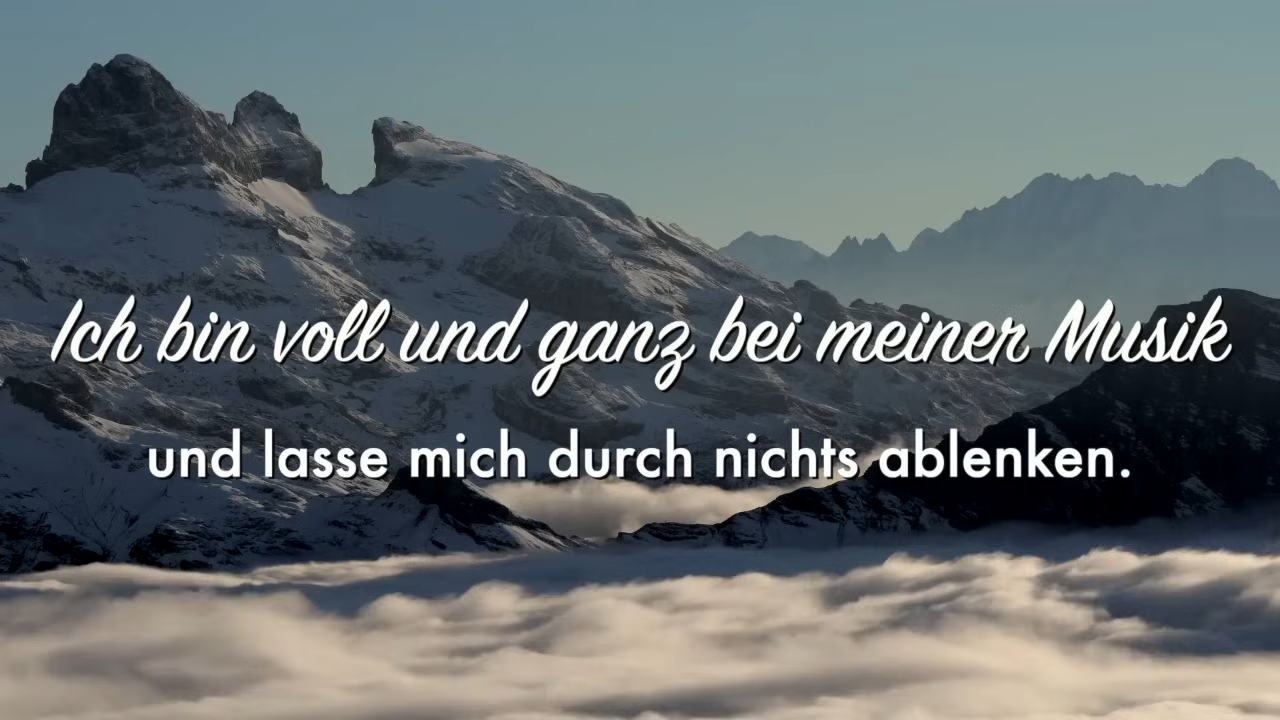 Ich bin voll und ganz bei meiner Musik
und lasse mich durch nichts ablenken.